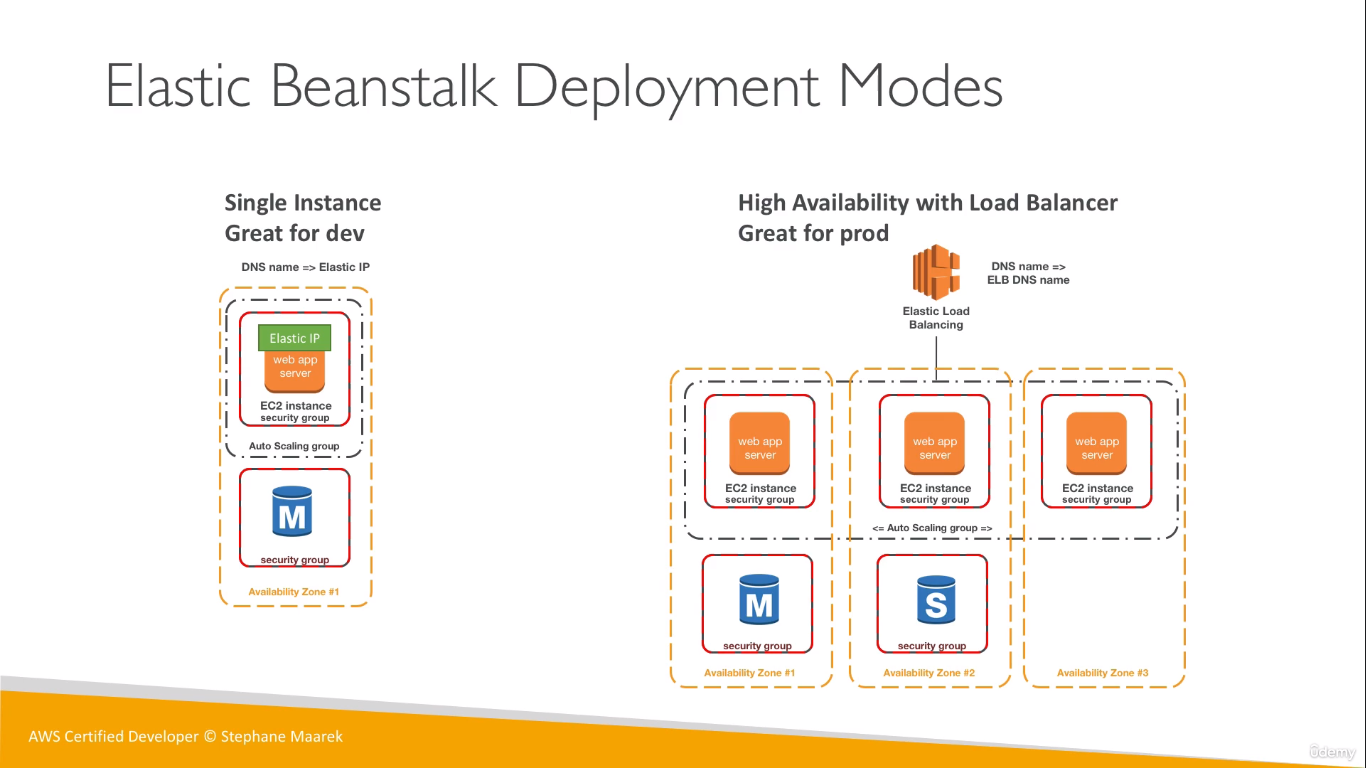 Elastic Beanstalk Deployment Modes
Single Instance
Great for dev
DNS name => Elastic IP
Elastic IP
web app
server
EC2 instance
security group
Auto Scaling group
M
security group
Availability Zone #1
High Availability with Load Balancer
Great for prod
DNS name =>
ELB DNS name
Elastic Load
Balancing
web app
server
EC2 instance
security group
web app
server
EC2 instance
security group
web app
server
EC2 instance
security group
<= Auto Scaling group =>
M
security group
Availability Zone #1
S
security group
Availability Zone #2
Availability Zone #3
AWS Certified Developer © Stephane Maarek
ûdemy